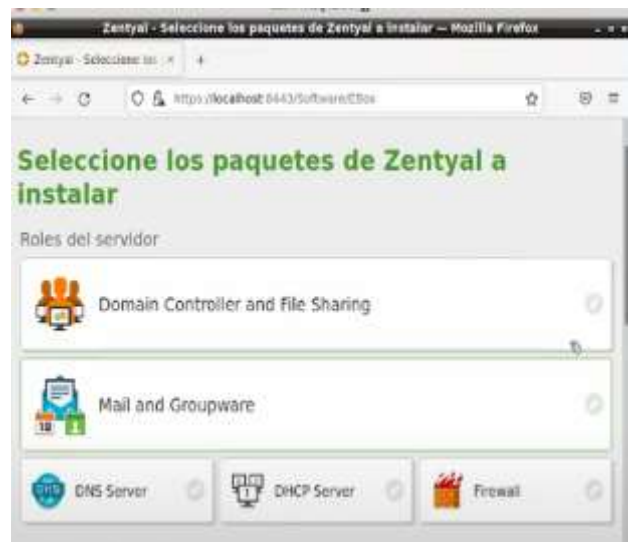 Zentyal - Seleccione los paquetes de Zentyal a instalar — Mozilla Firefox
Zentyal - Seleccione los
https://localhost:8443/Software/EBox
Seleccione los paquetes de Zentyal a
instalar
Roles del servidor
Domain Controller and File Sharing
Mail and Groupware
DNS Server
DHCP Server
Firewall